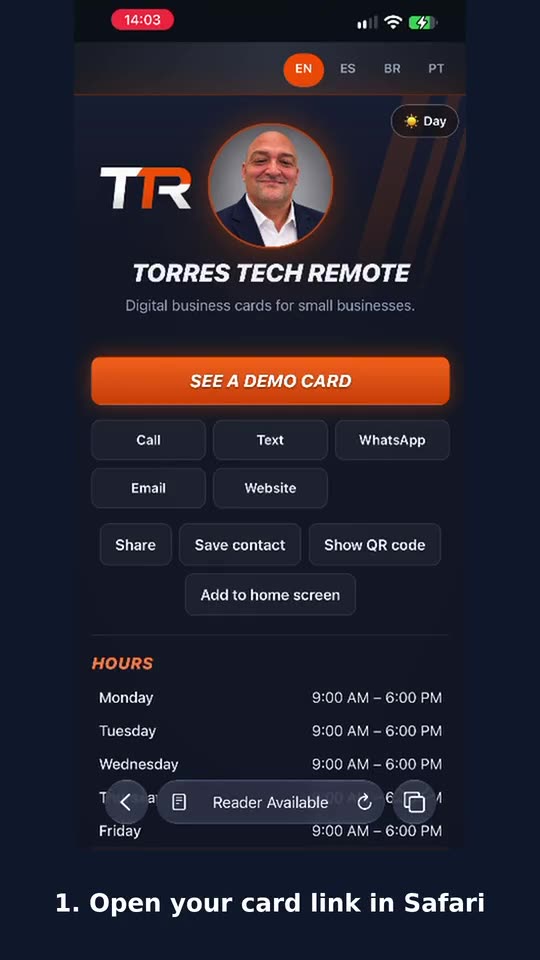 14:03
EN ES BR PT
Day
TTR
TORRES TECH REMOTE
Digital business cards for small businesses.
SEE A DEMO CARD
Call Text WhatsApp
Email Website
Share Save contact Show QR code
Add to home screen
HOURS
Monday 9:00 AM – 6:00 PM
Tuesday 9:00 AM – 6:00 PM
Wednesday 9:00 AM – 6:00 PM
Reader Available
Friday 9:00 AM – 6:00 PM
1. Open your card link in Safari